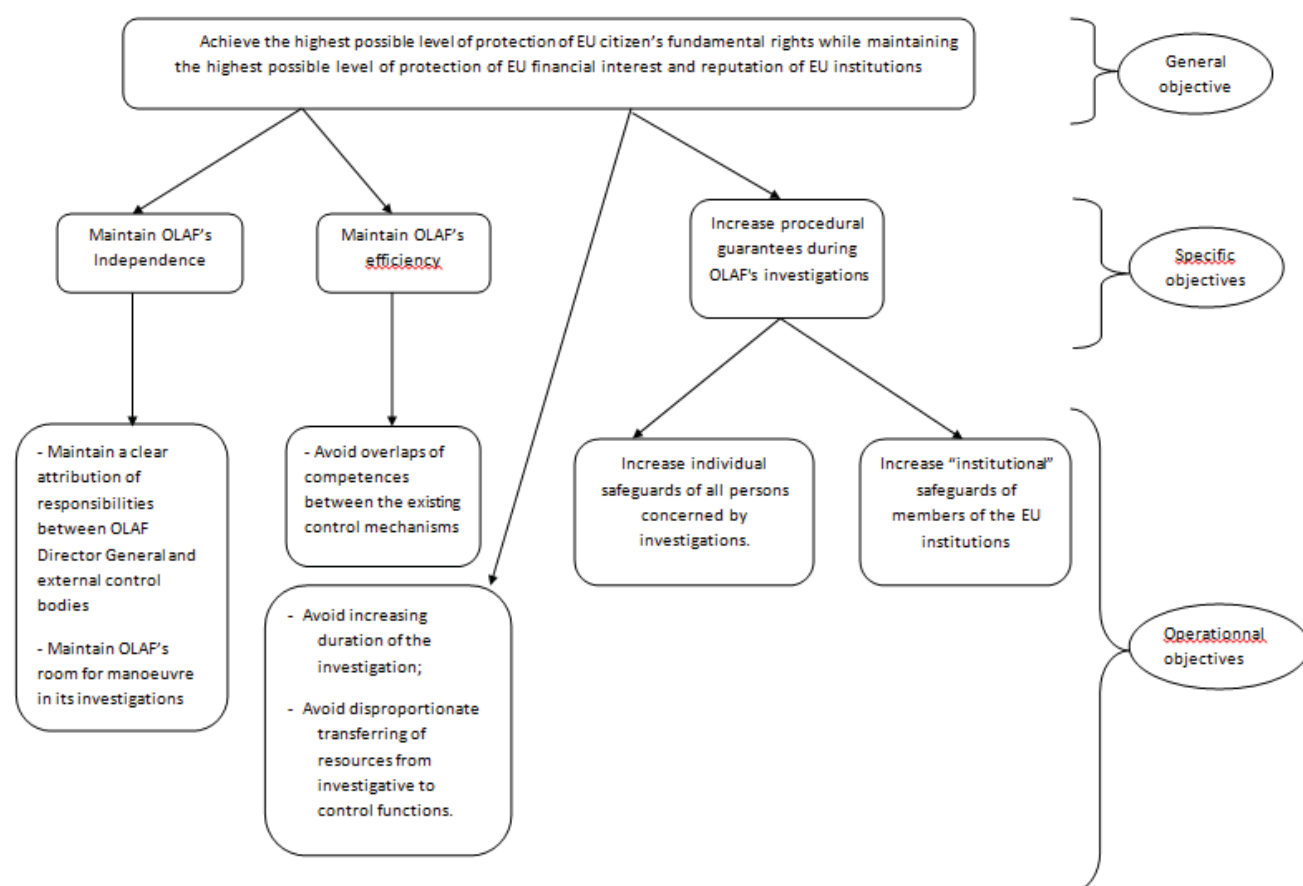 Achieve the highest possible level of protection of EU citizen’s fundamental rights while maintaining
the highest possible level of protection of EU financial interest and reputation of EU institutions
General
objective
Maintain OLAF’s
Independence
Maintain OLAF’s
efficiency
Increase procedural
guarantees during
OLAF's investigations
Specific
objectives
- Maintain a clear
attribution of
responsibilities
between OLAF
Director General and
external control
bodies
- Maintain OLAF’s
room for manoeuvre
in its investigations
- Avoid overlaps of
competences
between the existing
control mechanisms
- Avoid increasing
duration of the
investigation;
- Avoid disproportionate
transferring of
resources from
investigative to
control functions.
Increase individual
safeguards of all persons
concerned by
investigations.
Increase “institutional”
safeguards of
members of the EU
institutions
Operationnal
objectives